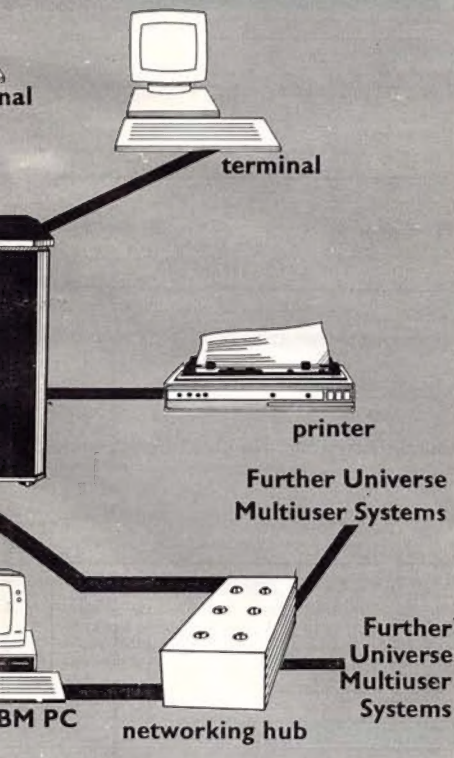 nal
terminal
printer
Further Universe
Multiuser Systems
Further
Universe
Multiuser
Systems
BM PC
networking hub